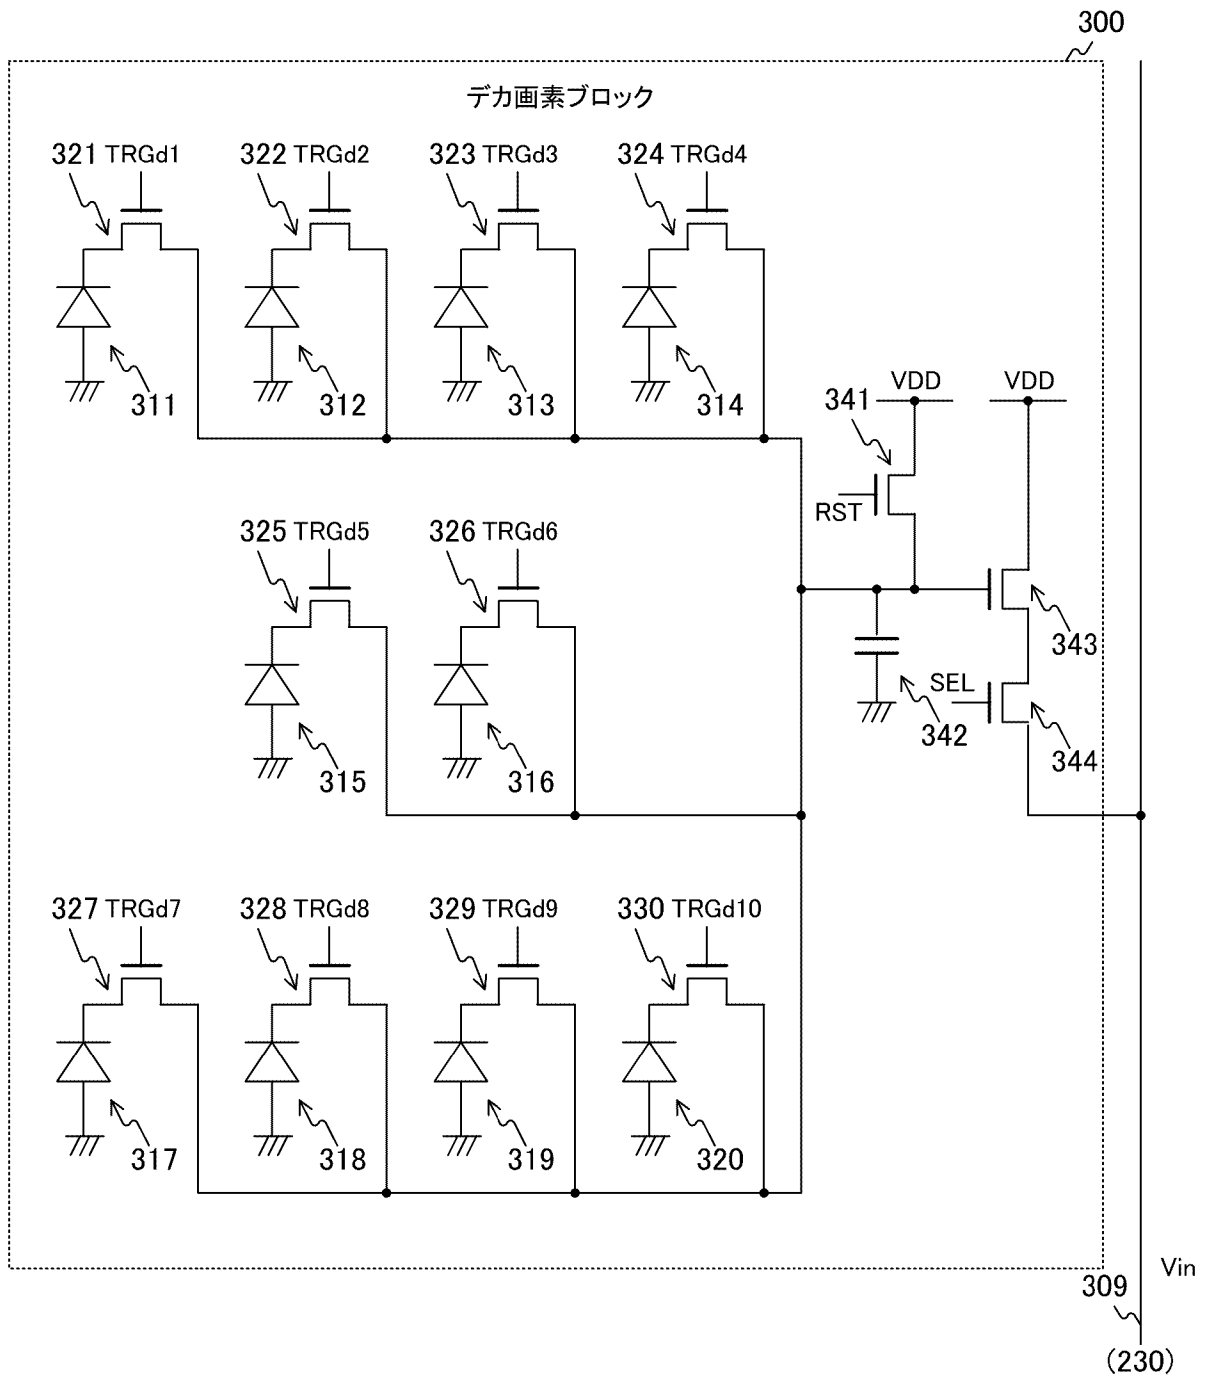 300
デカ画素ブロック
321 TRGd1
322 TRGd2
323 TRGd3
324 TRGd4
311
312
313
314
341
VDD
VDD
RST
325 TRGd5
326 TRGd6
343
SEL
342
344
315
316
327 TRGd7
328 TRGd8
329 TRGd9
330 TRGd10
317
318
319
320
Vin
309
(230)